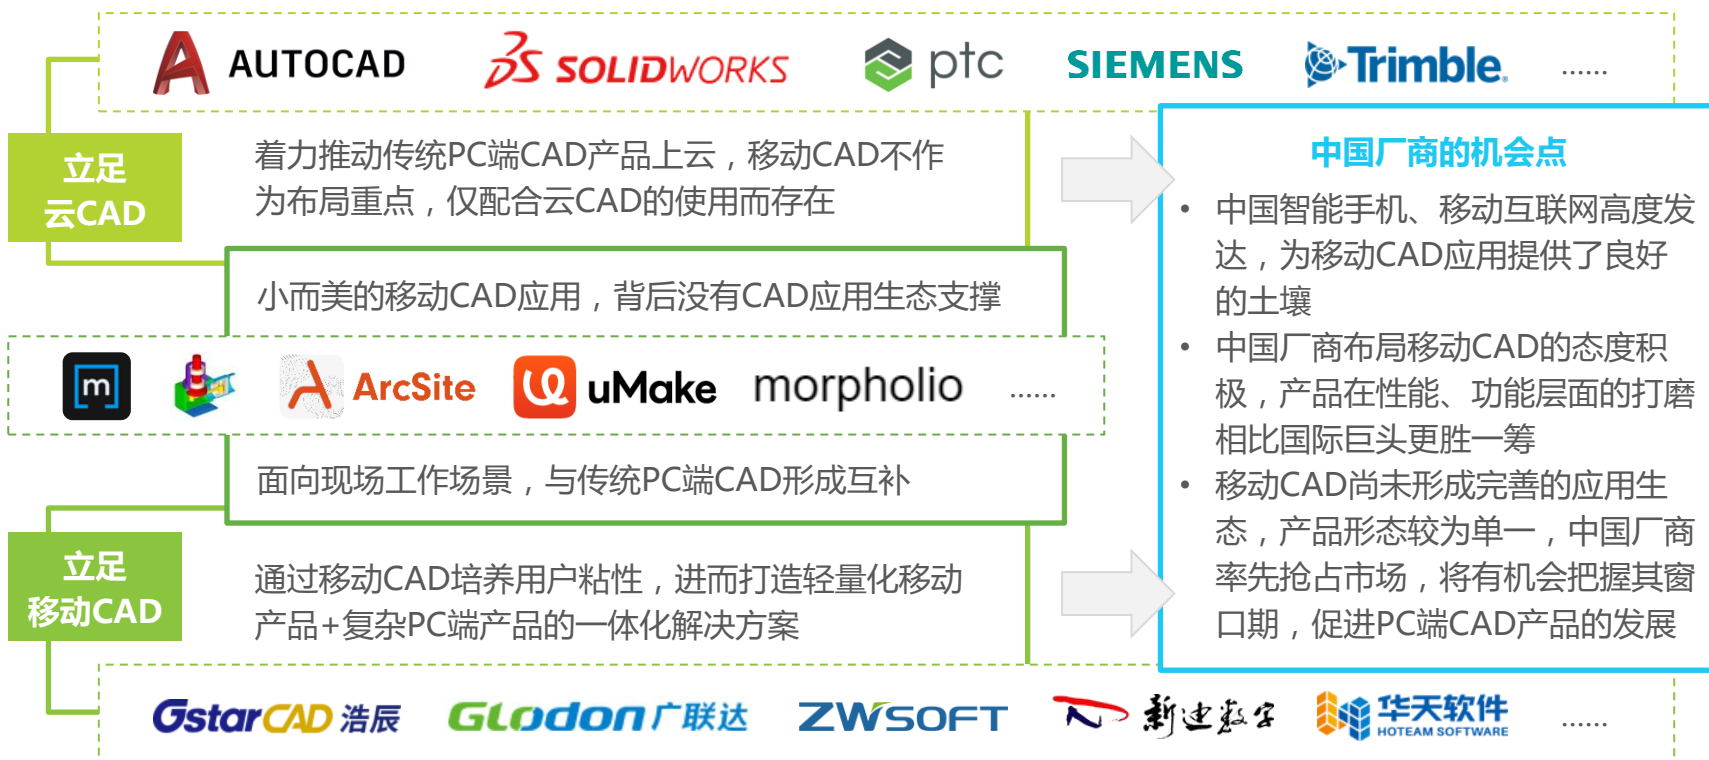 AUTOCAD
SOLIDWORKS
ptc
SIEMENS
Trimble
......
立足
云CAD
着力推动传统PC端CAD产品上云，移动CAD不作
为布局重点，仅配合云CAD的使用而存在
小而美的移动CAD应用，背后没有CAD应用生态支撑
m
ArcSite
uMake
morpholio
......
面向现场工作场景，与传统PC端CAD形成互补
立足
移动CAD
通过移动CAD培养用户粘性，进而打造轻量化移动
产品+复杂PC端产品的一体化解决方案
GstarCAD 浩辰
GLodon广联达
ZWSOFT
新迪数字
华天软件
HOTEAM SOFTWARE
......
中国厂商的机会点
• 中国智能手机、移动互联网高度发
达，为移动CAD应用提供了良好
的土壤
• 中国厂商布局移动CAD的态度积
极，产品在性能、功能层面的打磨
相比国际巨头更胜一筹
• 移动CAD尚未形成完善的应用生
态，产品形态较为单一，中国厂商
率先抢占市场，将有机会把握其窗
口期，促进PC端CAD产品的发展